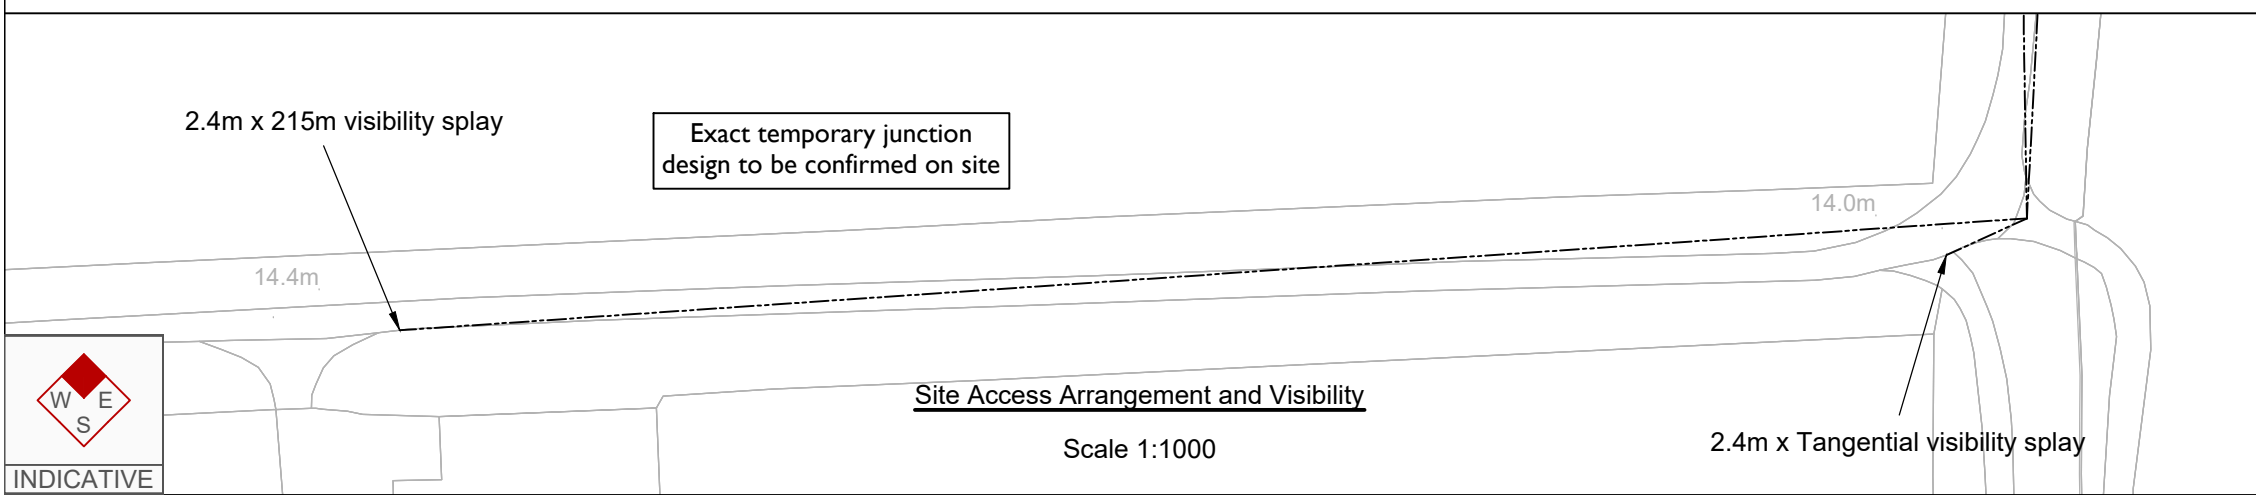 2.4m x 215m visibility splay
Exact temporary junction
design to be confirmed on site
14.0m
14.4m
W E
S
INDICATIVE
Site Access Arrangement and Visibility
Scale 1:1000
2.4m x Tangential visibility splay